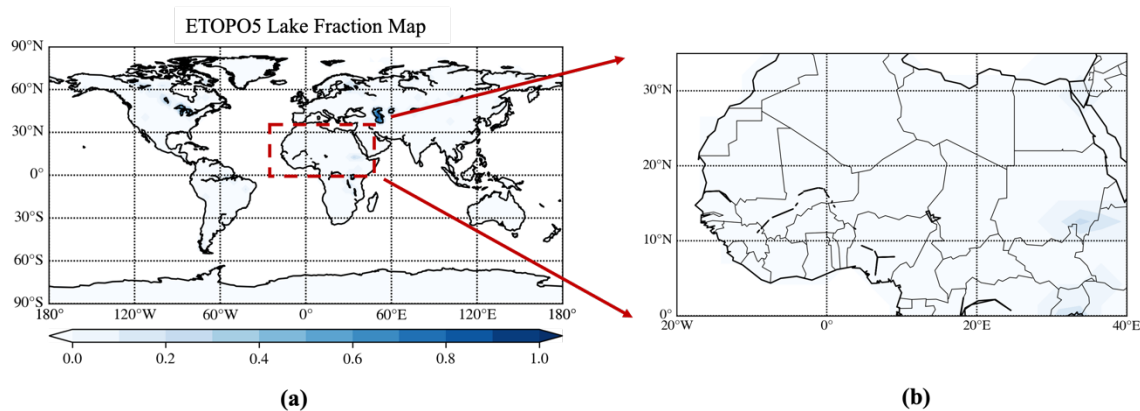 ETOPO5 Lake Fraction Map
90°N
60°N
30°N
0°
30°S
60°S
90°S
180° 120°W 60°W 0° 60°E 120°E 180°
0.0 0.2 0.4 0.6 0.8 1.0
(a)
30°N
20°N
10°N
0°
20°W 0° 20°E 40°E
(b)